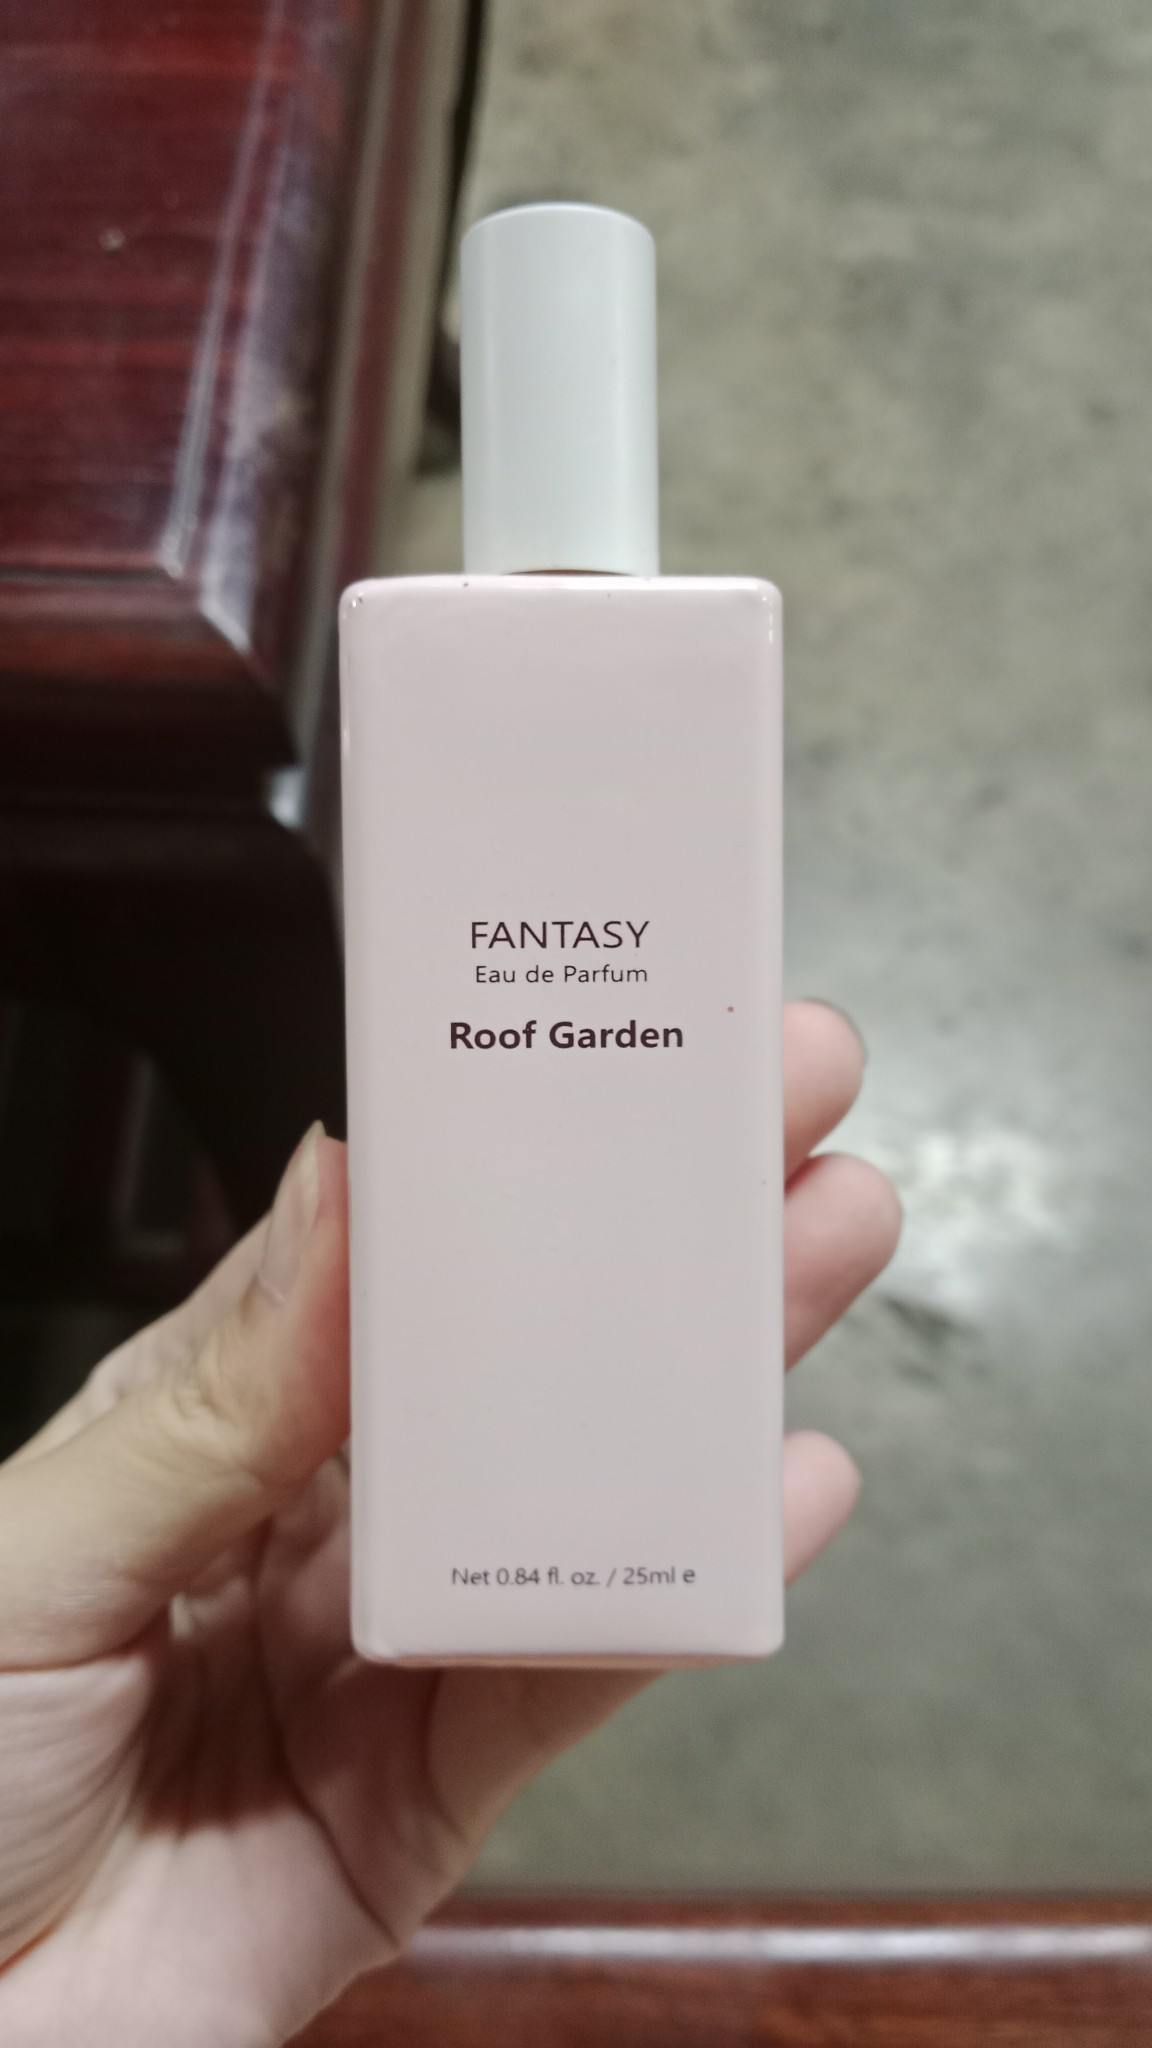 FANTASY
Eau de Parfum
Roof Garden
Net 0.84 fl. oz. / 25ml e